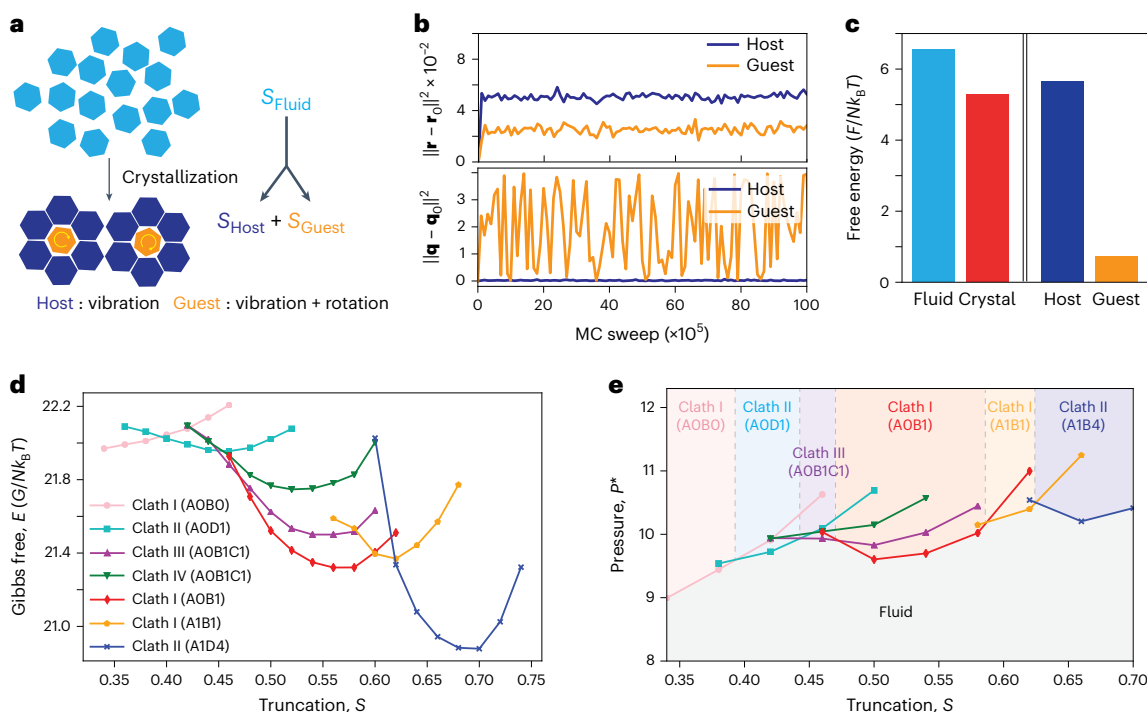 a
S_Fluid
Crystallization
S_Host + S_Guest
Host : vibration Guest : vibration + rotation
b
||r − r₀||² × 10⁻²
8
4
0
Host
Guest
||q − q₀||²
3
2
1
0
Host
Guest
0 20 40 60 80 100
MC sweep (×10⁵)
c
Free energy (F/Nk_BT)
6
4
2
0
Fluid Crystal Host Guest
d
Gibbs free, E (G/Nk_BT)
22.2
21.8
21.4
21.0
Clath I (A0B0)
Clath II (A0D1)
Clath III (A0B1C1)
Clath IV (A0B1C1)
Clath I (A0B1)
Clath I (A1B1)
Clath II (A1D4)
0.35 0.40 0.45 0.50 0.55 0.60 0.65 0.70 0.75
Truncation, S
e
Pressure, P*
12
11
10
9
8
Clath I
(A0B0)
Clath II
(A0D1)
Clath III
(A0B1C1)
Clath I
(A0B1)
Clath I
(A1B1)
Clath II
(A1B4)
Fluid
0.35 0.40 0.45 0.50 0.55 0.60 0.65 0.70
Truncation, S